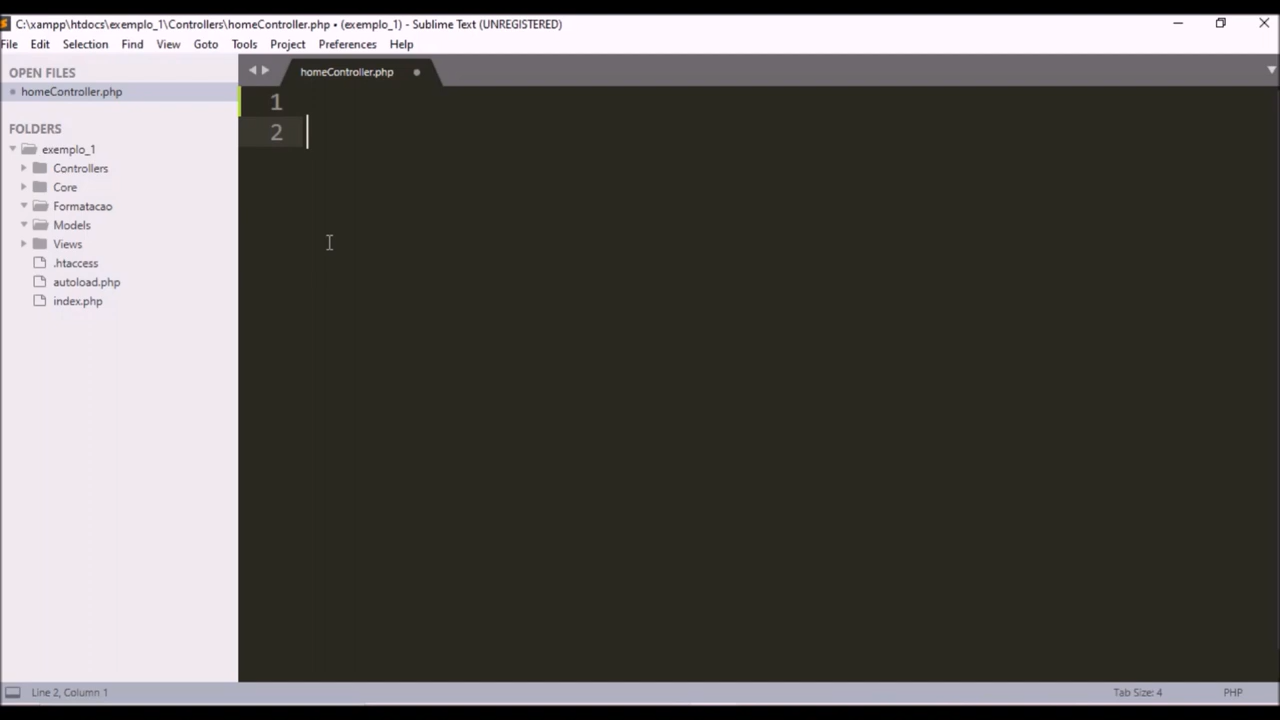 C:\xampp\htdocs\exemplo_1\Controllers\homeController.php • (exemplo_1) - Sublime Text (UNREGISTERED)
File Edit Selection Find View Goto Tools Project Preferences Help
OPEN FILES
homeController.php
homeController.php
1
2
FOLDERS
exemplo_1
Controllers
Core
Formatacao
Models
Views
.htaccess
autoload.php
index.php
Line 2, Column 1
Tab Size: 4
PHP